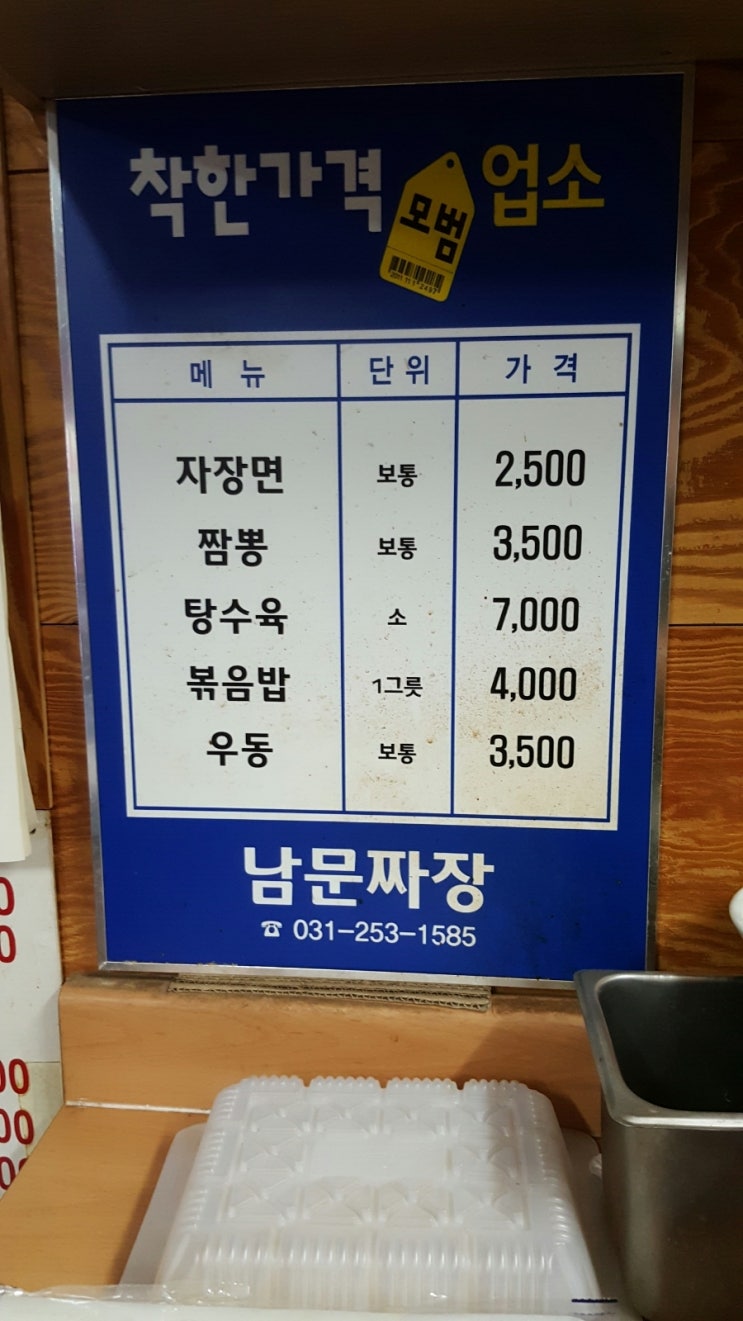 착한가격 모범 업소
메뉴 단위 가격
자장면 보통 2,500
짬뽕 보통 3,500
탕수육 소 7,000
볶음밥 1그릇 4,000
우동 보통 3,500
남문짜장
☎ 031-253-1585